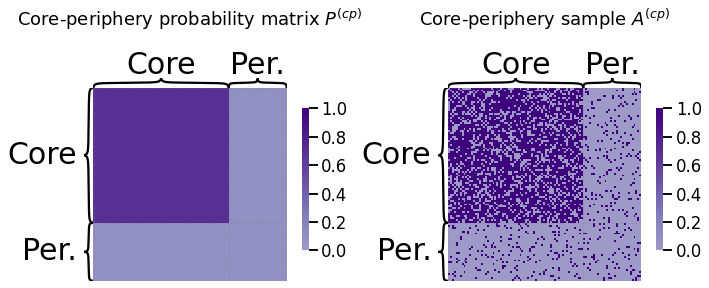 Core-periphery probability matrix $P^{(cp)}$
Core Per.
Core
Per.
1.0
0.8
0.6
0.4
0.2
0.0
Core-periphery sample $A^{(cp)}$
Core Per.
Core
Per.
1.0
0.8
0.6
0.4
0.2
0.0